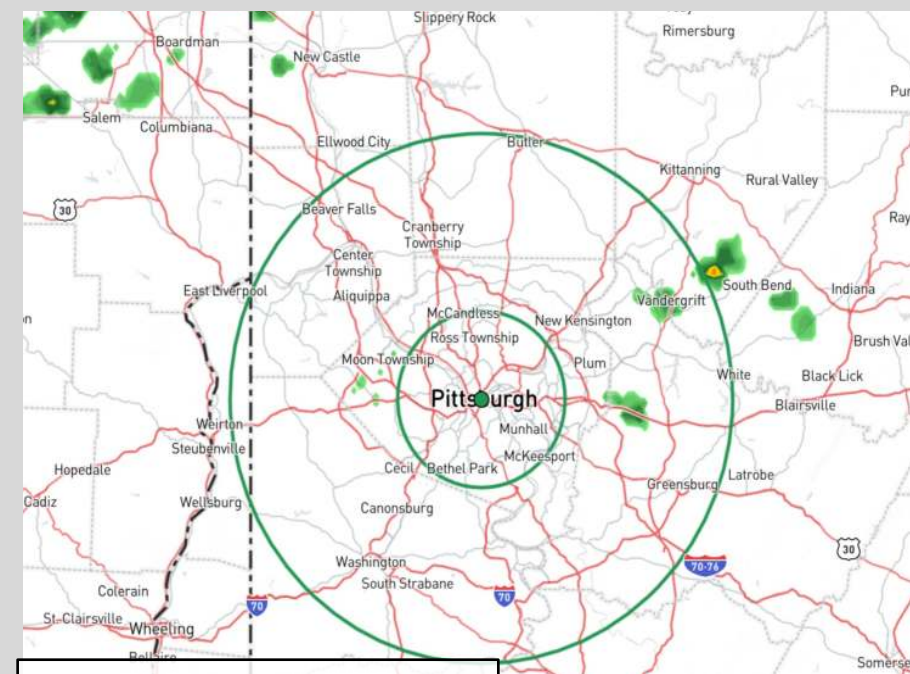 Slippery Rock
Rimersburg
Boardman
New Castle
Pur
Salem
Columbiana
Ellwood City
Butler
Kittanning
Rural Valley
30
Beaver Falls
Ray
Cranberry
Township
Center
Township
East Liverpool
Aliquippa
South Bend
Indiana
Vandergrift
McCandless
New Kensington
Ross Township
Brush Val
Moon Township
Plum
White
Black Lick
Pittsburgh
Blairsville
Weirton
Munhall
Steubenville
McKeesport
Hopedale
Cecil
Bethel Park
Latrobe
Greensburg
Cadiz
Wellsburg
Canonsburg
30
Washington
70-76
South Strabane
Colerain
70
70
St-Clairsville
Wheeling
Bellaire
Somerse